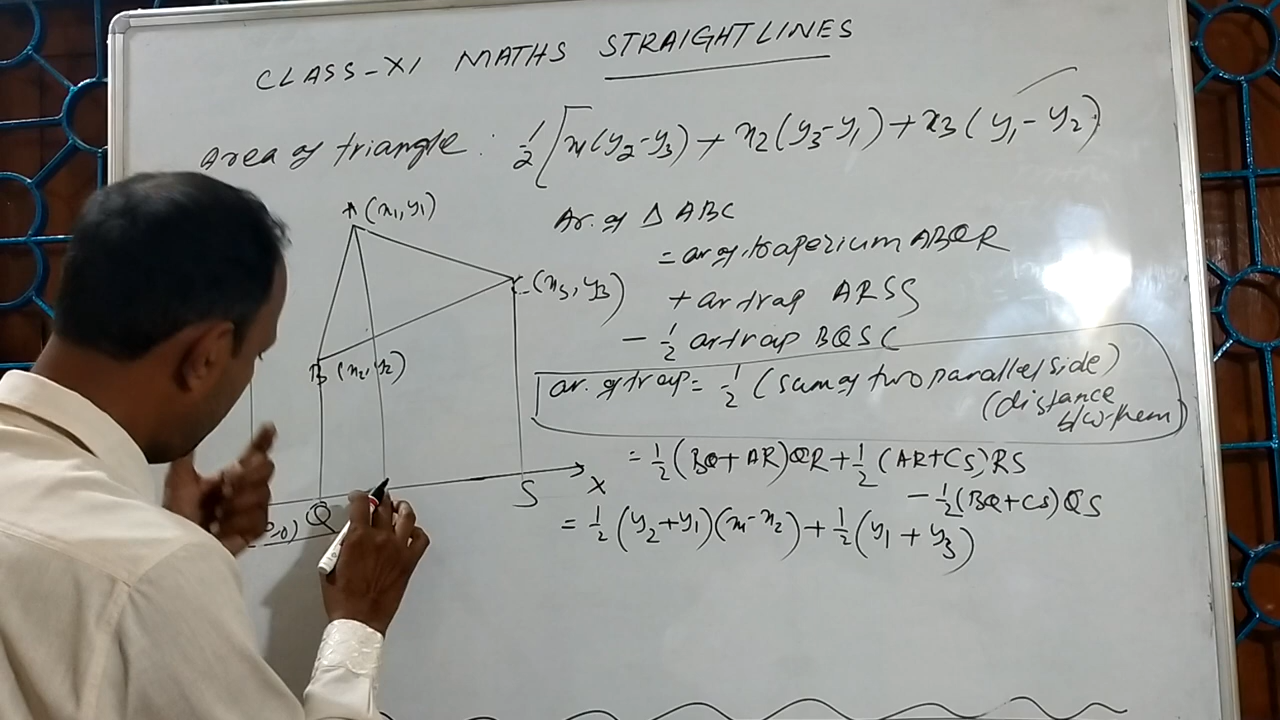 CLASS-XI MATHS STRAIGHTLINES
Area of triangle : 1/2 [x1(y2-y3) + x2(y3-y1) + x3(y1-y2)
A (x1, y1)
C (x3, y3)
B (x2, y2)
Q
S
X
Ar. of Δ ABC
= ar of. traperium ABQR
+ ar trap ARSS
- 1/2 ar trap BQSC
ar. of trap = 1/2 (sum of two parallel side)
(distance
b/w them)
= 1/2 (BQ+AR)QR + 1/2 (AR+CS)RS
- 1/2 (BQ+CS)QS
= 1/2 (y2+y1)(x1-x2) + 1/2 (y1+y3)